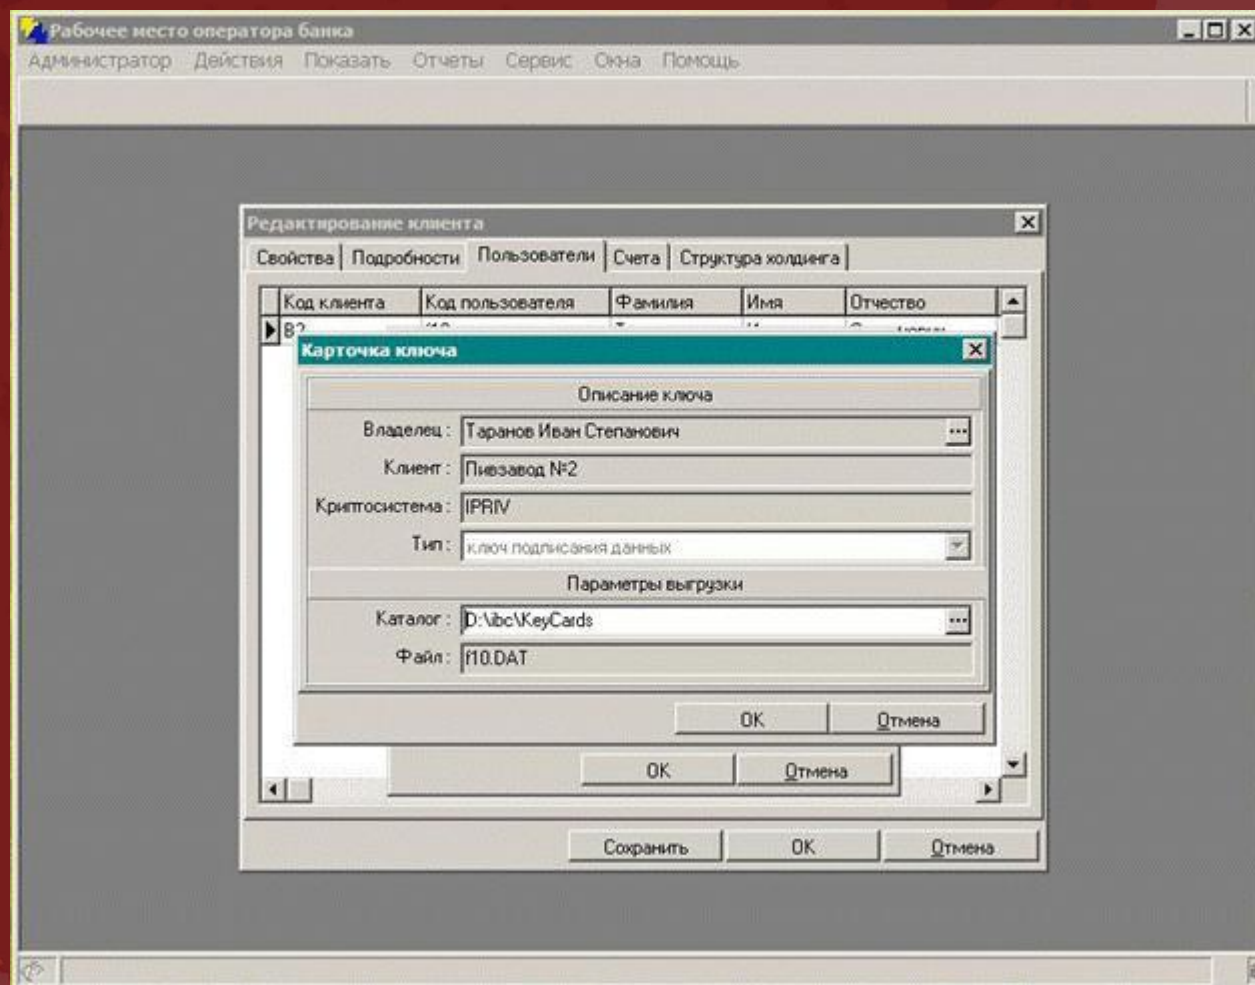 Рабочее место оператора банка
Администратор Действия Показать Отчеты Сервис Окна Помощь
Редактирование клиента
Свойства Подробности Пользователи Счета Структура холдинга
Код клиента Код пользователя Фамилия Имя Отчество
Карточка ключа
Описание ключа
Владелец: Таранов Иван Степанович
Клиент: Пивзавод №2
Криптосистема: IPRIV
Тип: ключ подписания данных
Параметры выгрузки
Каталог: D:\ibc\KeyCards
Файл: f10.DAT
OK Отмена
OK Отмена
Сохранить OK Отмена